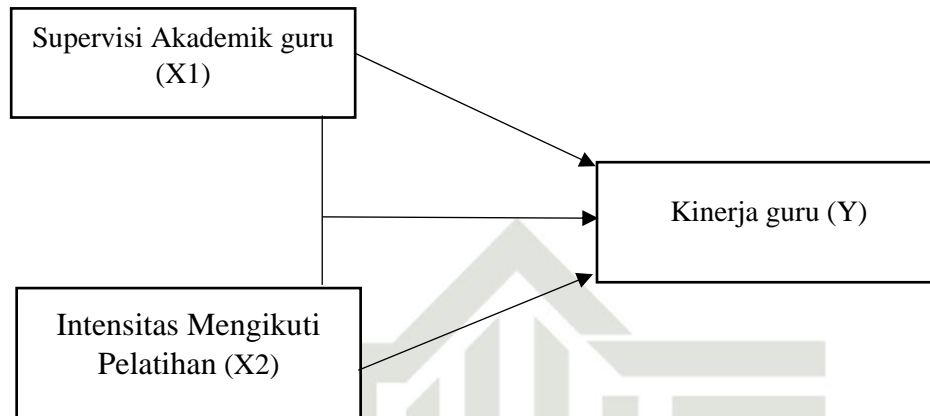 Supervisi Akademik guru
(X1)
Kinerja guru (Y)
Intensitas Mengikuti
Pelatihan (X2)